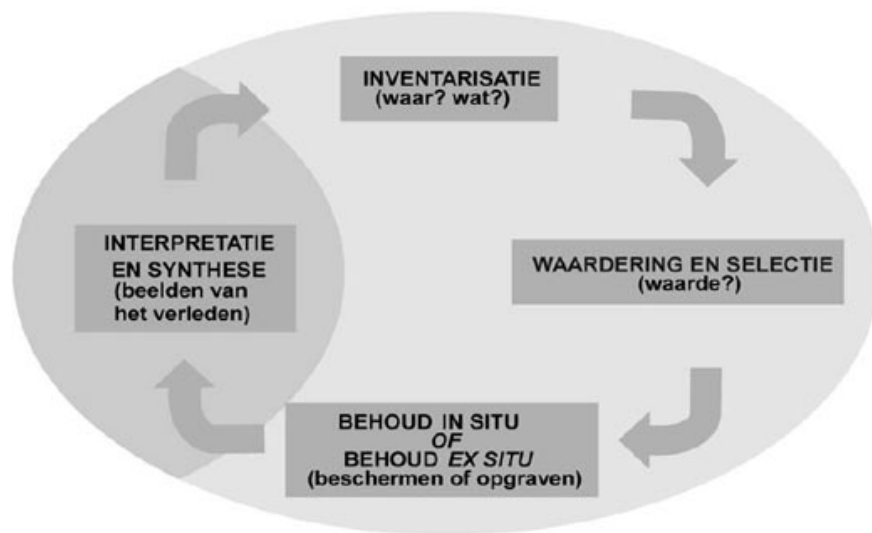 INVENTARISATIE
(waar? wat?)
WAARDERING EN SELECTIE
(waarde?)
BEHOUD IN SITU
OF
BEHOUD EX SITU
(beschermen of opgraven)
INTERPRETATIE
EN SYNTHESE
(beelden van
het verleden)